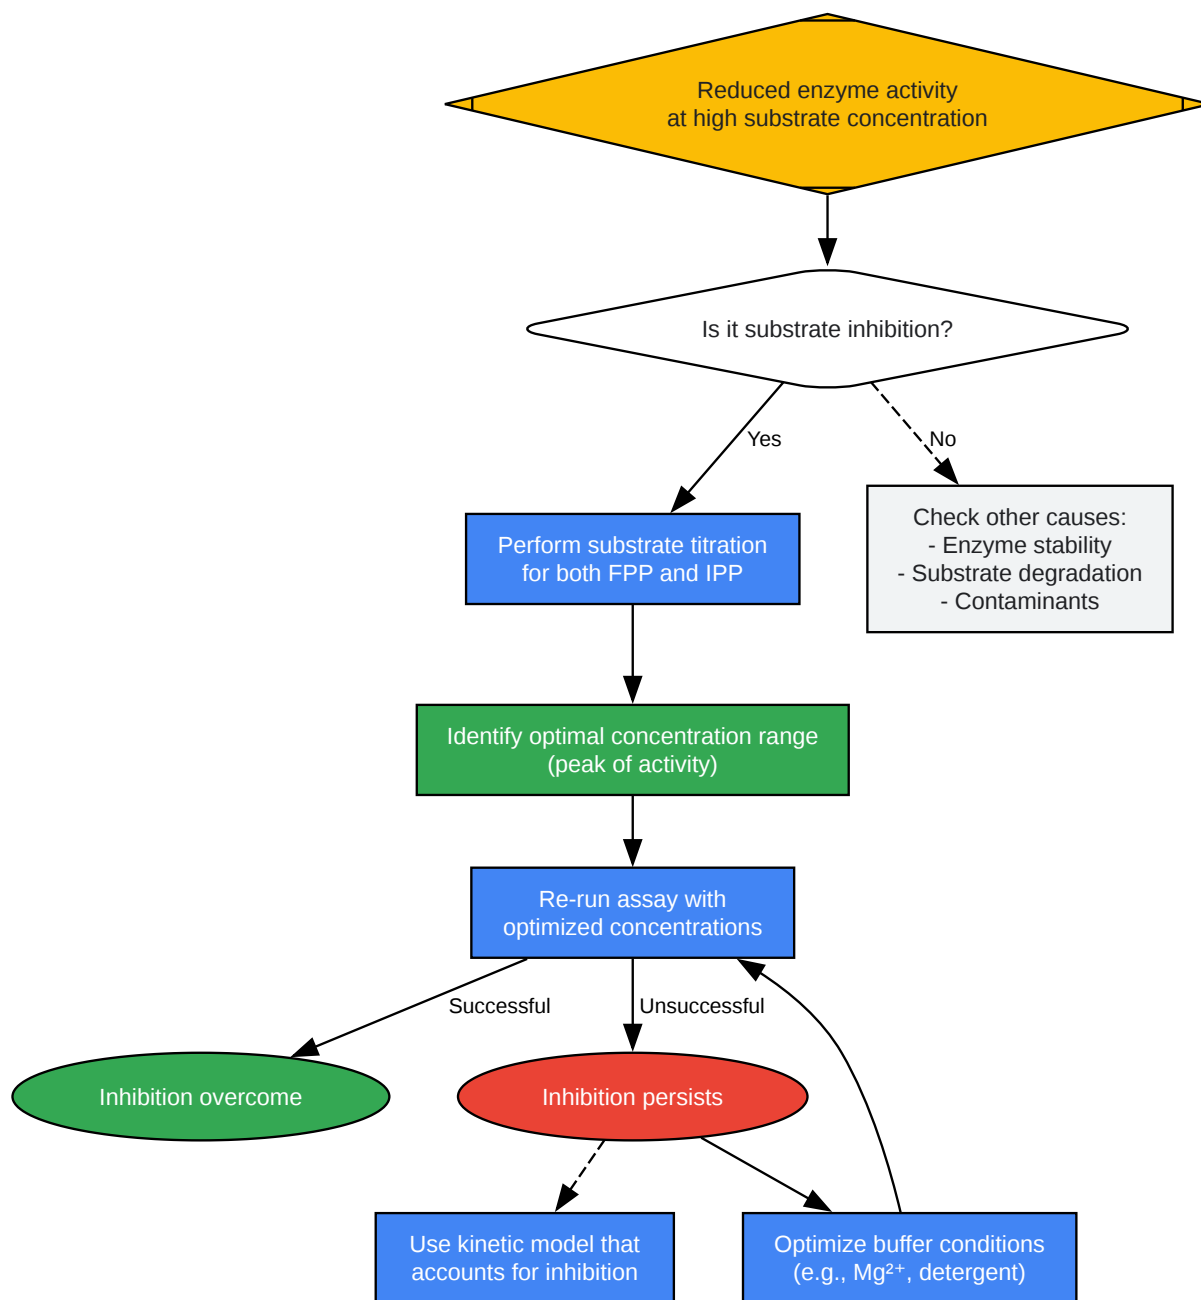 Reduced enzyme activity
at high substrate concentration
Is it substrate inhibition?
Yes
No
Perform substrate titration
for both FPP and IPP
Check other causes:
- Enzyme stability
- Substrate degradation
- Contaminants
Identify optimal concentration range
(peak of activity)
Re-run assay with
optimized concentrations
Successful
Unsuccessful
Inhibition overcome
Inhibition persists
Use kinetic model that
accounts for inhibition
Optimize buffer conditions
(e.g., Mg²⁺, detergent)